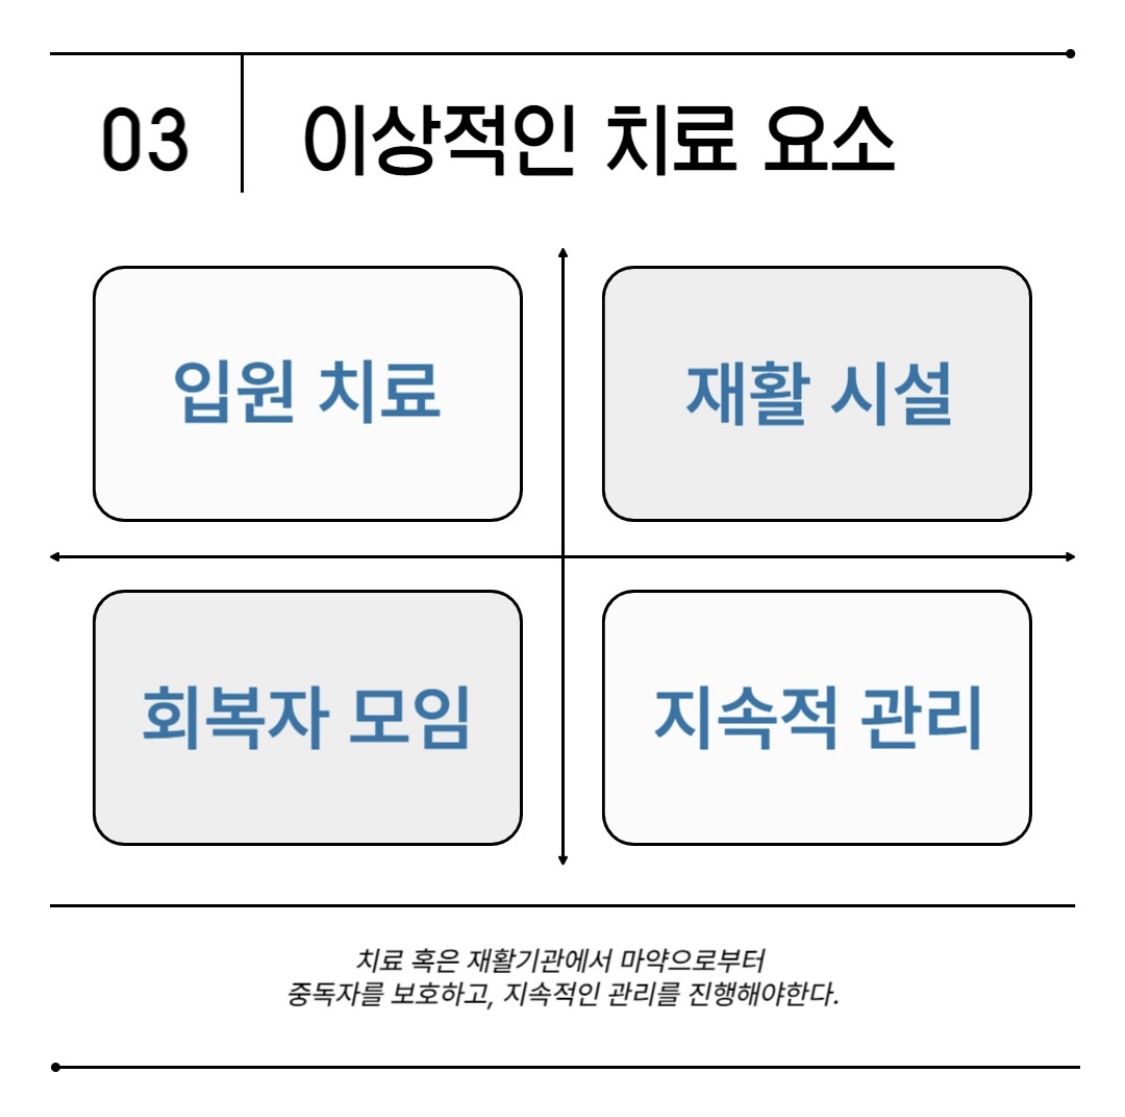 03
이상적인 치료 요소
입원 치료
재활 시설
회복자 모임
지속적 관리
치료 혹은 재활기관에서 마약으로부터
중독자를 보호하고, 지속적인 관리를 진행해야한다.